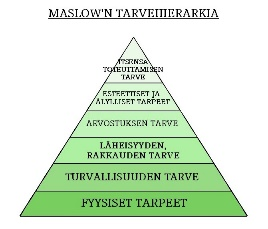 MASLOW'N TARVEHIERARKIA
ITSENSÄ
TOTEUTTAMISEN
TARVE
ESTEETTISET JA
ÄLYLLISET TARPEET
ARVOSTUKSEN TARVE
LÄHEISYYDEN,
RAKKAUDEN TARVE
TURVALLISUUDEN TARVE
FYYSISET TARPEET